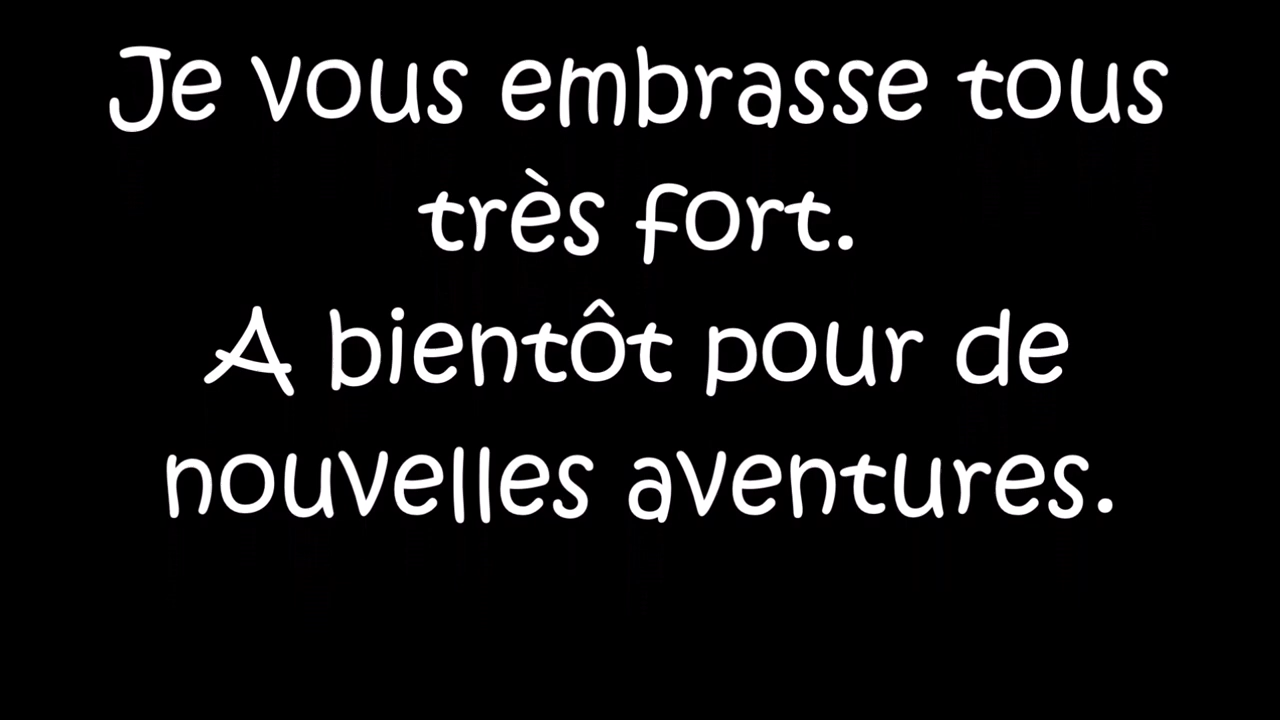 Je vous embrasse tous
très fort.
A bientôt pour de
nouvelles aventures.